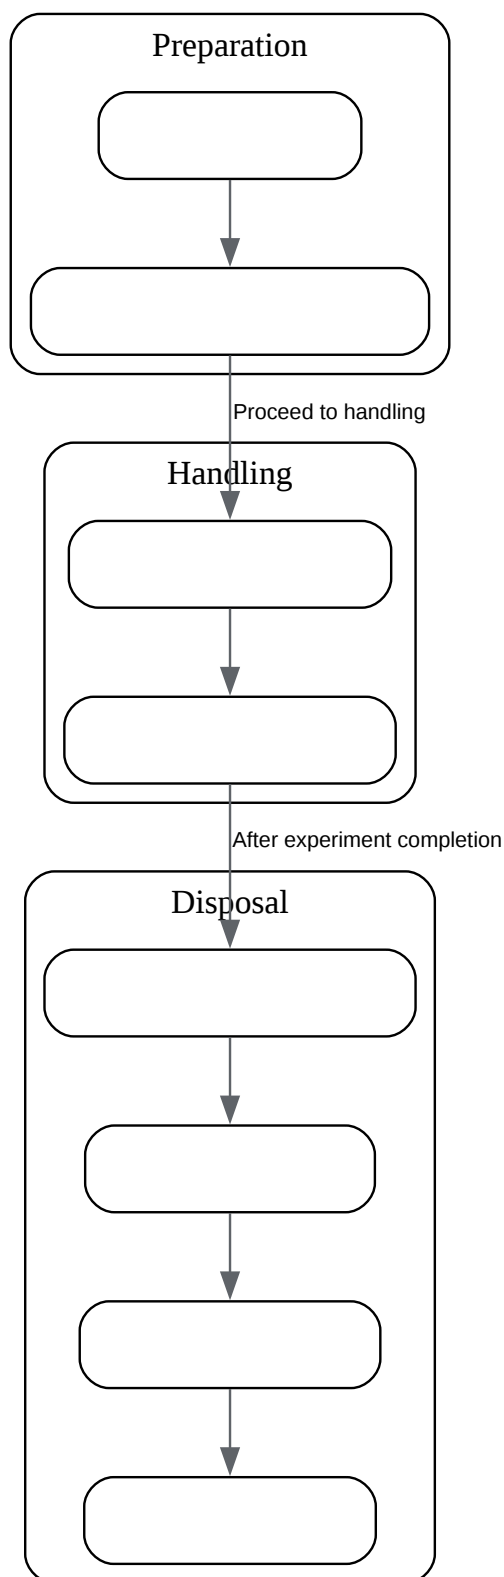 Preparation
Proceed to handling
Handling
After experiment completion
Disposal